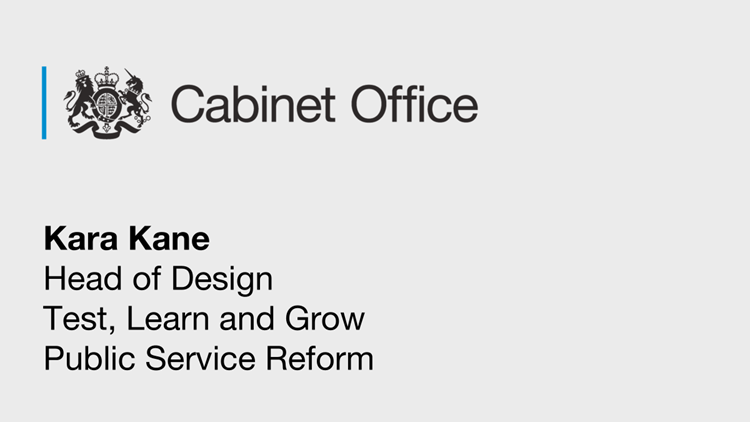 Cabinet Office
Kara Kane
Head of Design
Test, Learn and Grow
Public Service Reform